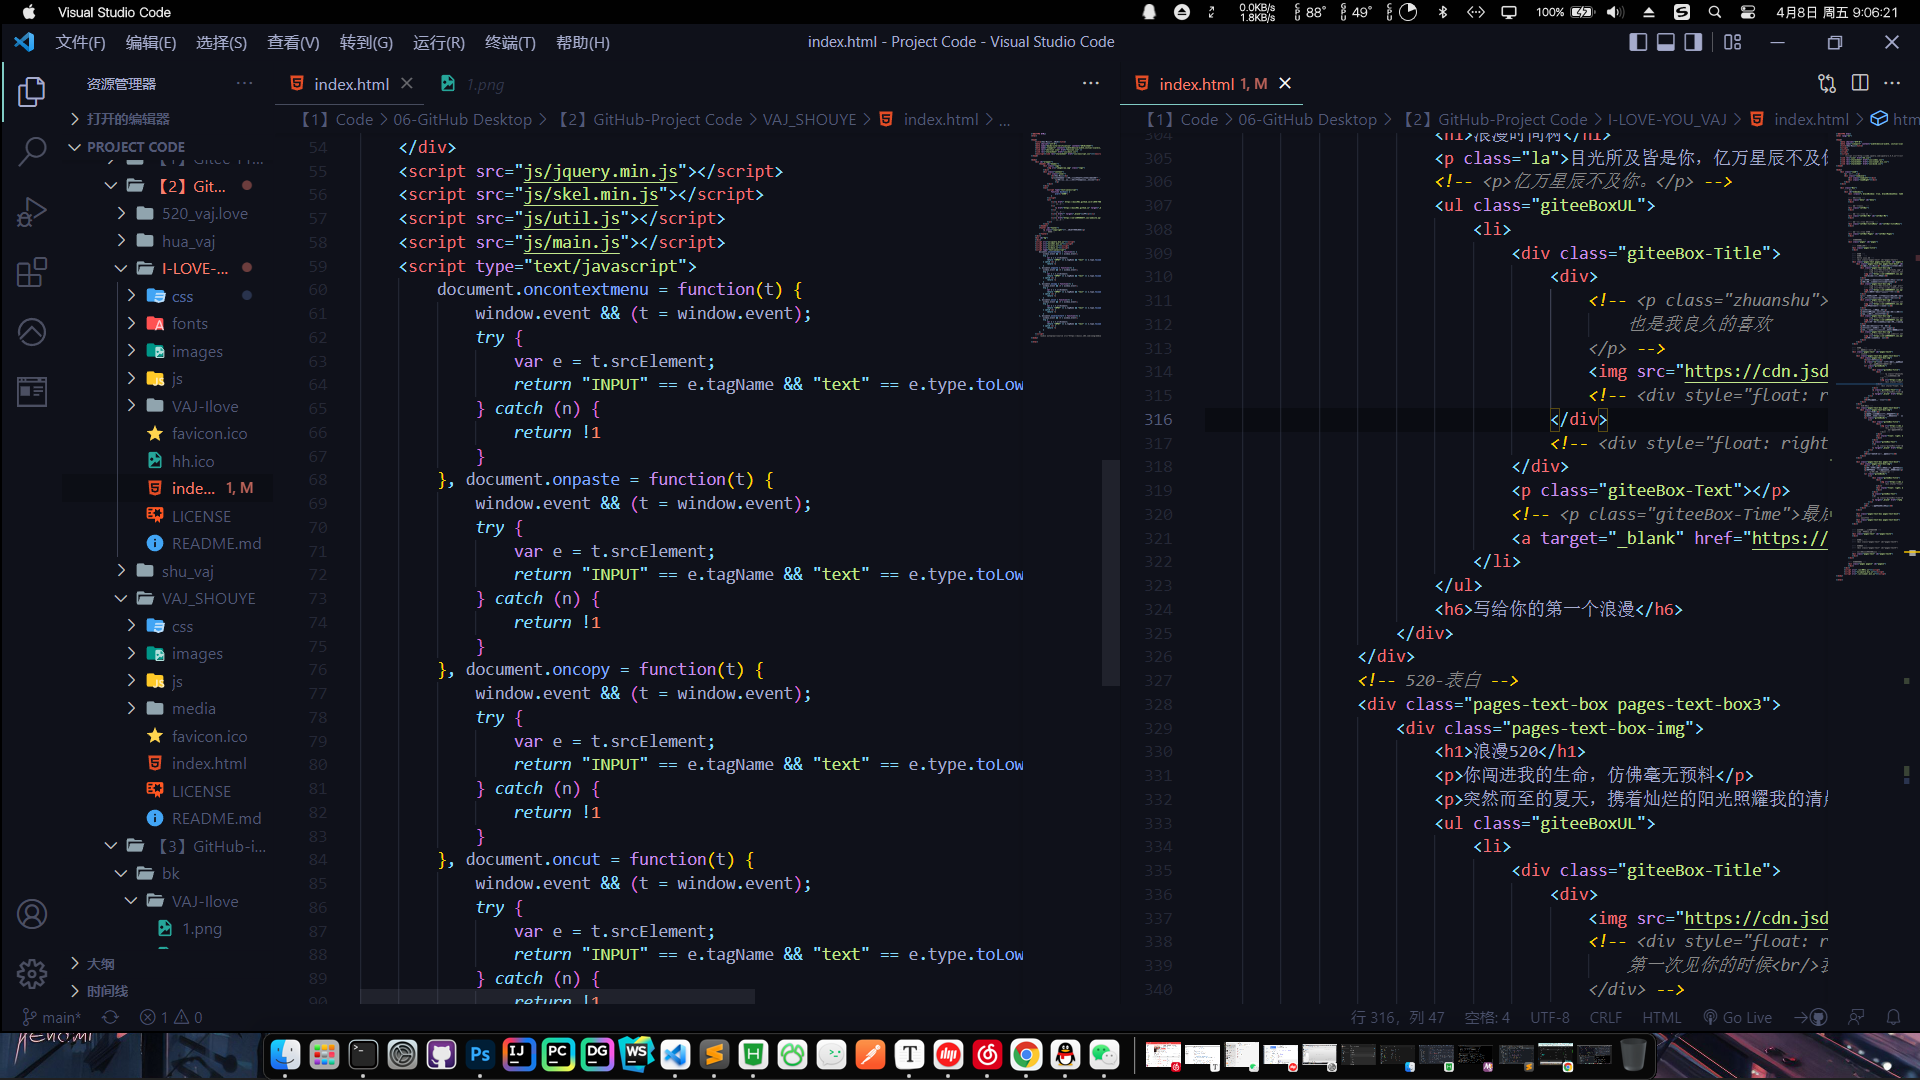 Visual Studio Code
0.0KB/s
1.8KB/s
88°
49°
100%
4月8日 周五 9:06:21
文件(F) 编辑(E) 选择(S) 查看(V) 转到(G) 运行(R) 终端(T) 帮助(H)
index.html - Project Code - Visual Studio Code
资源管理器
打开的编辑器
PROJECT CODE
【2】Git...
520_vaj.love
hua_vaj
I-LOVE-...
css
fonts
images
js
VAJ-Ilove
favicon.ico
hh.ico
inde... 1, M
LICENSE
README.md
shu_vaj
VAJ_SHOUYE
css
images
js
media
favicon.ico
index.html
LICENSE
README.md
【3】GitHub-i...
bk
VAJ-Ilove
1.png
大纲
时间线
index.html
1.png
【1】Code > 06-GitHub Desktop > 【2】GitHub-Project Code > VAJ_SHOUYE > index.html > ...
54 </div>
55 <script src="js/jquery.min.js"></script>
56 <script src="js/skel.min.js"></script>
57 <script src="js/util.js"></script>
58 <script src="js/main.js"></script>
59 <script type="text/javascript">
60 document.oncontextmenu = function(t) {
61 window.event && (t = window.event);
62 try {
63 var e = t.srcElement;
64 return "INPUT" == e.tagName && "text" == e.type.toLow
65 } catch (n) {
66 return !1
67 }
68 }, document.onpaste = function(t) {
69 window.event && (t = window.event);
70 try {
71 var e = t.srcElement;
72 return "INPUT" == e.tagName && "text" == e.type.toLow
73 } catch (n) {
74 return !1
75 }
76 }, document.oncopy = function(t) {
77 window.event && (t = window.event);
78 try {
79 var e = t.srcElement;
80 return "INPUT" == e.tagName && "text" == e.type.toLow
81 } catch (n) {
82 return !1
83 }
84 }, document.oncut = function(t) {
85 window.event && (t = window.event);
86 try {
87 var e = t.srcElement;
88 return "INPUT" == e.tagName && "text" == e.type.toLow
89 } catch (n) {
90 return !1
index.html 1, M
【1】Code > 06-GitHub Desktop > 【2】GitHub-Project Code > I-LOVE-YOU_VAJ > index.html > htm
304 <h1>浪漫时间树</h1>
305 <p class="la">目光所及皆是你，亿万星辰不及你
306 <!-- <p>亿万星辰不及你。</p> -->
307 <ul class="giteeBoxUL">
308 <li>
309 <div class="giteeBox-Title">
310 <div>
311 <!-- <p class="zhuanshu">
312 也是我良久的喜欢
313 </p> -->
314 <img src="https://cdn.jsd
315 <!-- <div style="float: r
316 </div>
317 <!-- <div style="float: right
318 </div>
319 <p class="giteeBox-Text"></p>
320 <!-- <p class="giteeBox-Time">最后
321 <a target="_blank" href="https://
322 </li>
323 </ul>
324 <h6>写给你的第一个浪漫</h6>
325 </div>
326 </div>
327 <!-- 520-表白 -->
328 <div class="pages-text-box pages-text-box3">
329 <div class="pages-text-box-img">
330 <h1>浪漫520</h1>
331 <p>你闯进我的生命，仿佛毫无预料</p>
332 <p>突然而至的夏天，携着灿烂的阳光照耀我的清晨
333 <ul class="giteeBoxUL">
334 <li>
335 <div class="giteeBox-Title">
336 <div>
337 <img src="https://cdn.jsd
338 <!-- <div style="float: r
339 第一次见你的时候<br/>我
340 </div> -->
main* 1 0
行 316，列 47 空格: 4 UTF-8 CRLF HTML Go Live
Ps IJ PC DG WS H T